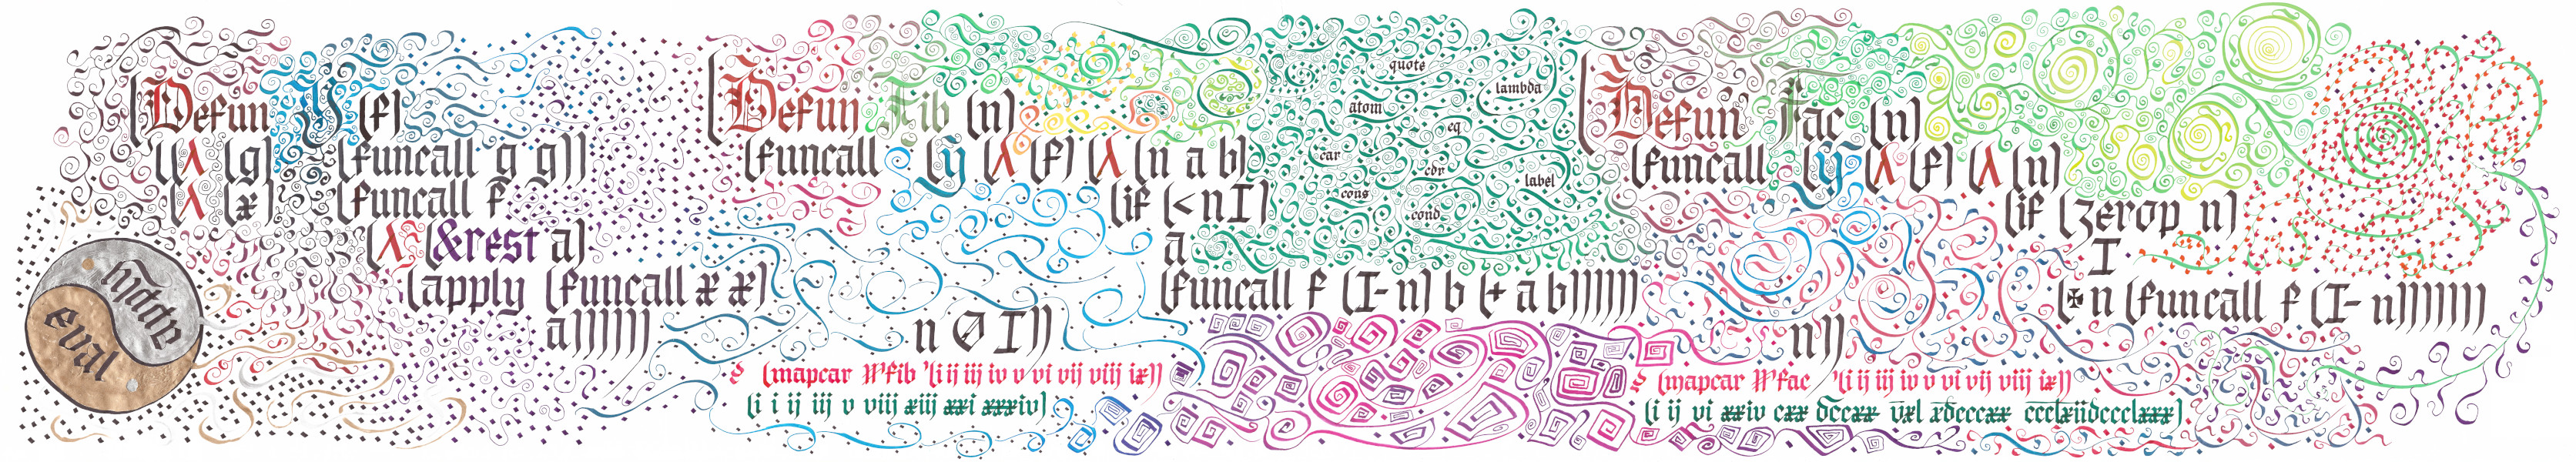 (Defun Y (f)
((λ (g) (funcall g g))
(λ (x) (funcall f
(λ (&rest a)
(apply (funcall x x)
a))))))
eval
apply
(Defun Fib (n)
(funcall (y (λ (f) (λ (n a b)
(if (< n I)
a
(funcall f (I- n) b (+ a b))))))
n 0 I))
(mapcar #'fib '(i ij iij iv v vi vij viij ix))
(i i ij iij v viij xiij xxi xxxiv)
quote
lambda
atom
eq
car
cdr
label
cons
cond
(Defun Fac (n)
(funcall (y (λ (f) (λ (n)
(if (zerop n)
I
(* n (funcall f (I- n)))))))
n))
(mapcar #'fac '(i ij iij iv v vi vij viij ix))
(i ij vi xxiv cxx dccxx v̅xl x̅dcccxx c̅c̅c̅l̅x̅ijdccclxxx)